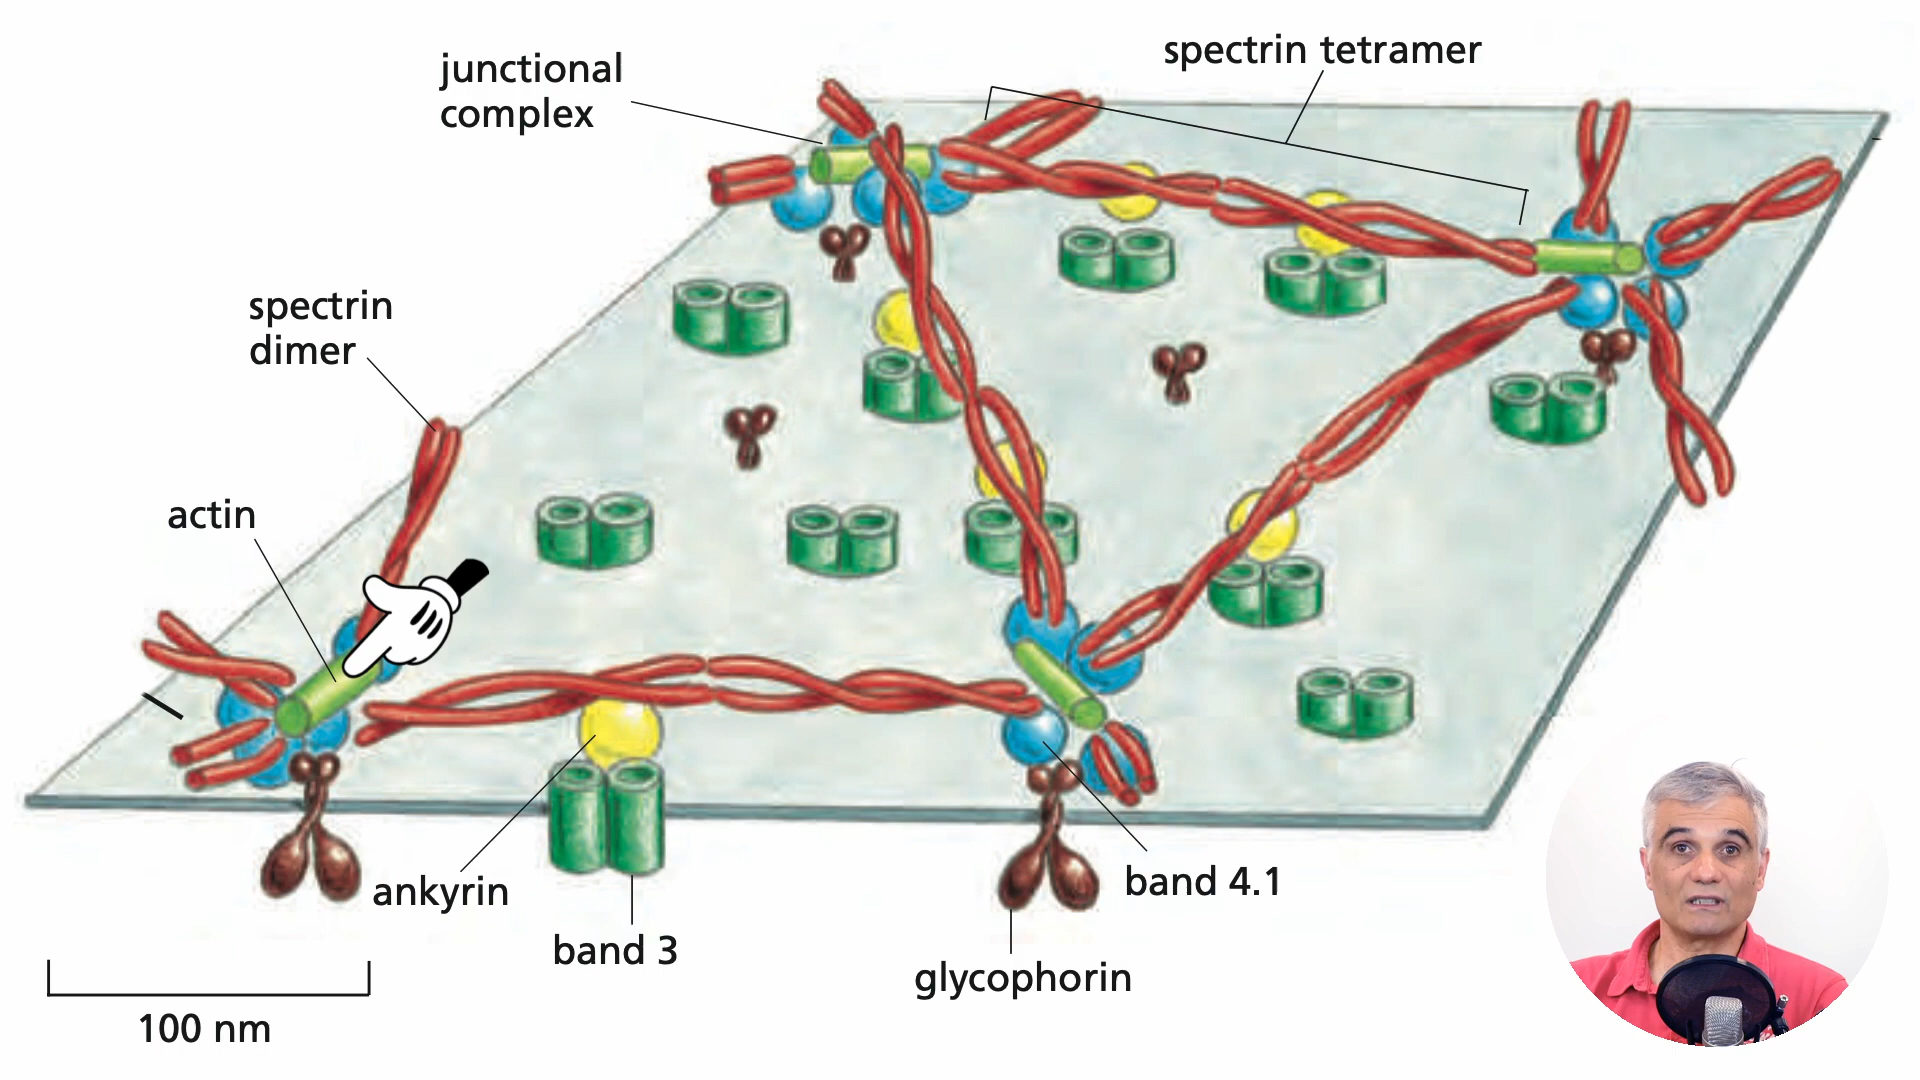 junctional
complex
spectrin tetramer
spectrin
dimer
actin
ankyrin
band 3
band 4.1
glycophorin
100 nm